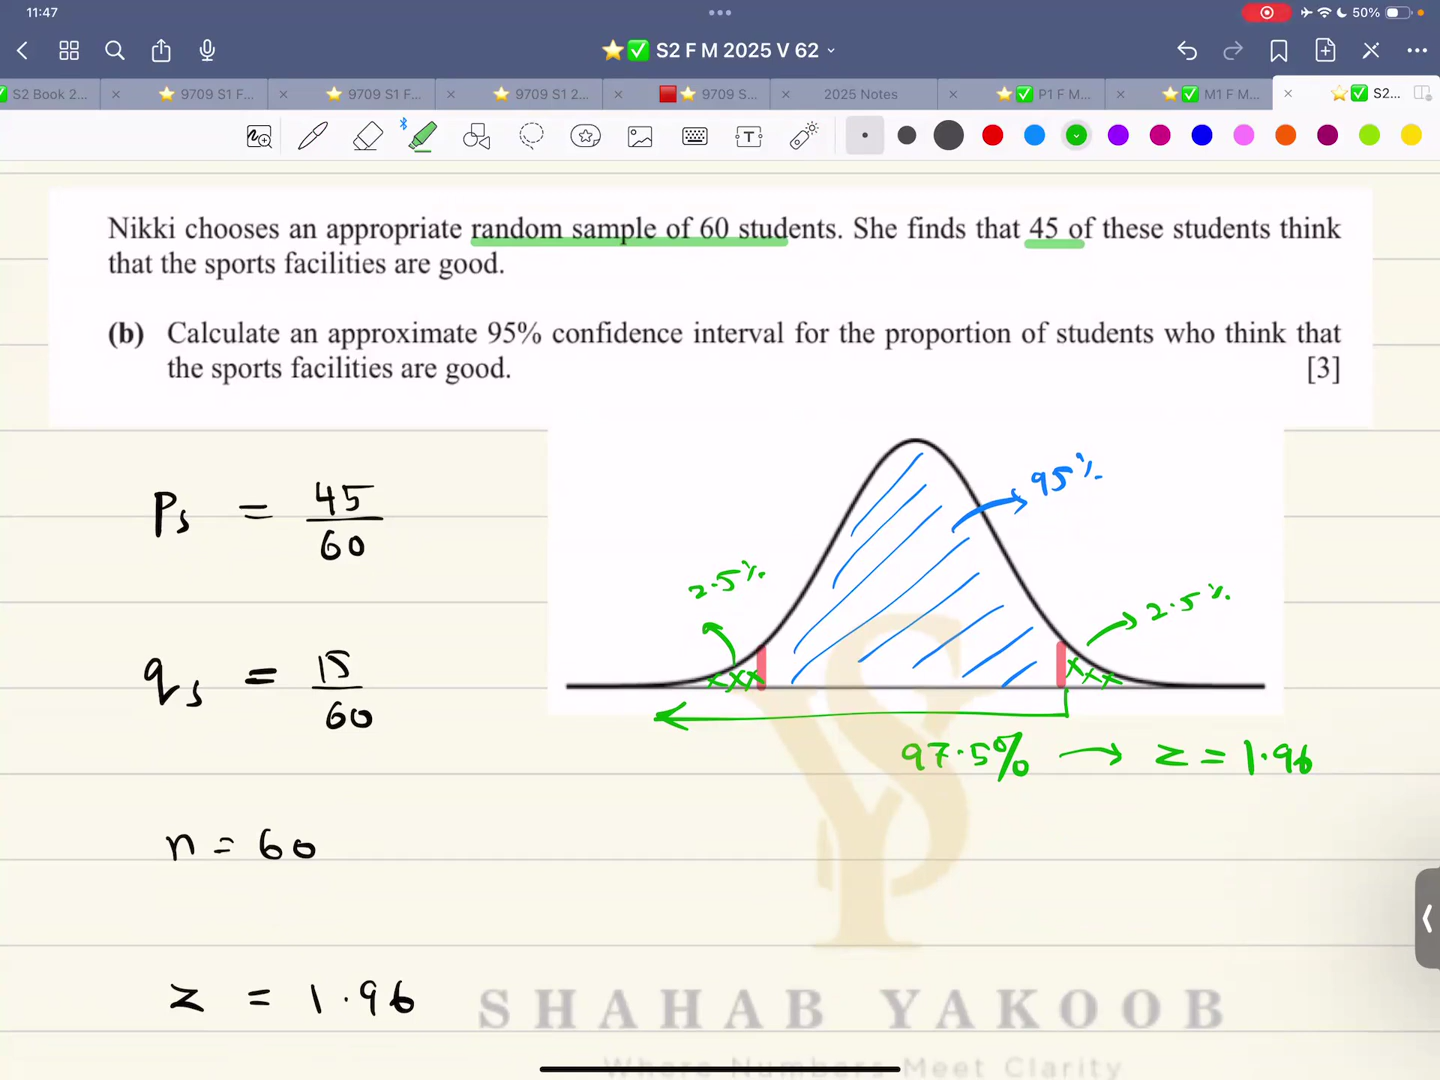 11:47
50%
S2 F M 2025 V 62
S2 Book 2...
9709 S1 F...
9709 S1 F...
9709 S1 2...
9709 S...
2025 Notes
P1 F M...
M1 F M...
S2...
Nikki chooses an appropriate random sample of 60 students. She finds that 45 of these students think
that the sports facilities are good.
(b) Calculate an approximate 95% confidence interval for the proportion of students who think that
the sports facilities are good. [3]
Ps = 45/60
95%
2.5%
2.5%
qs = 15/60
xxx
xxx
97.5% → z = 1.96
n = 60
z = 1.96
SHAHAB YAKOOB
Where Numbers Meet Clarity